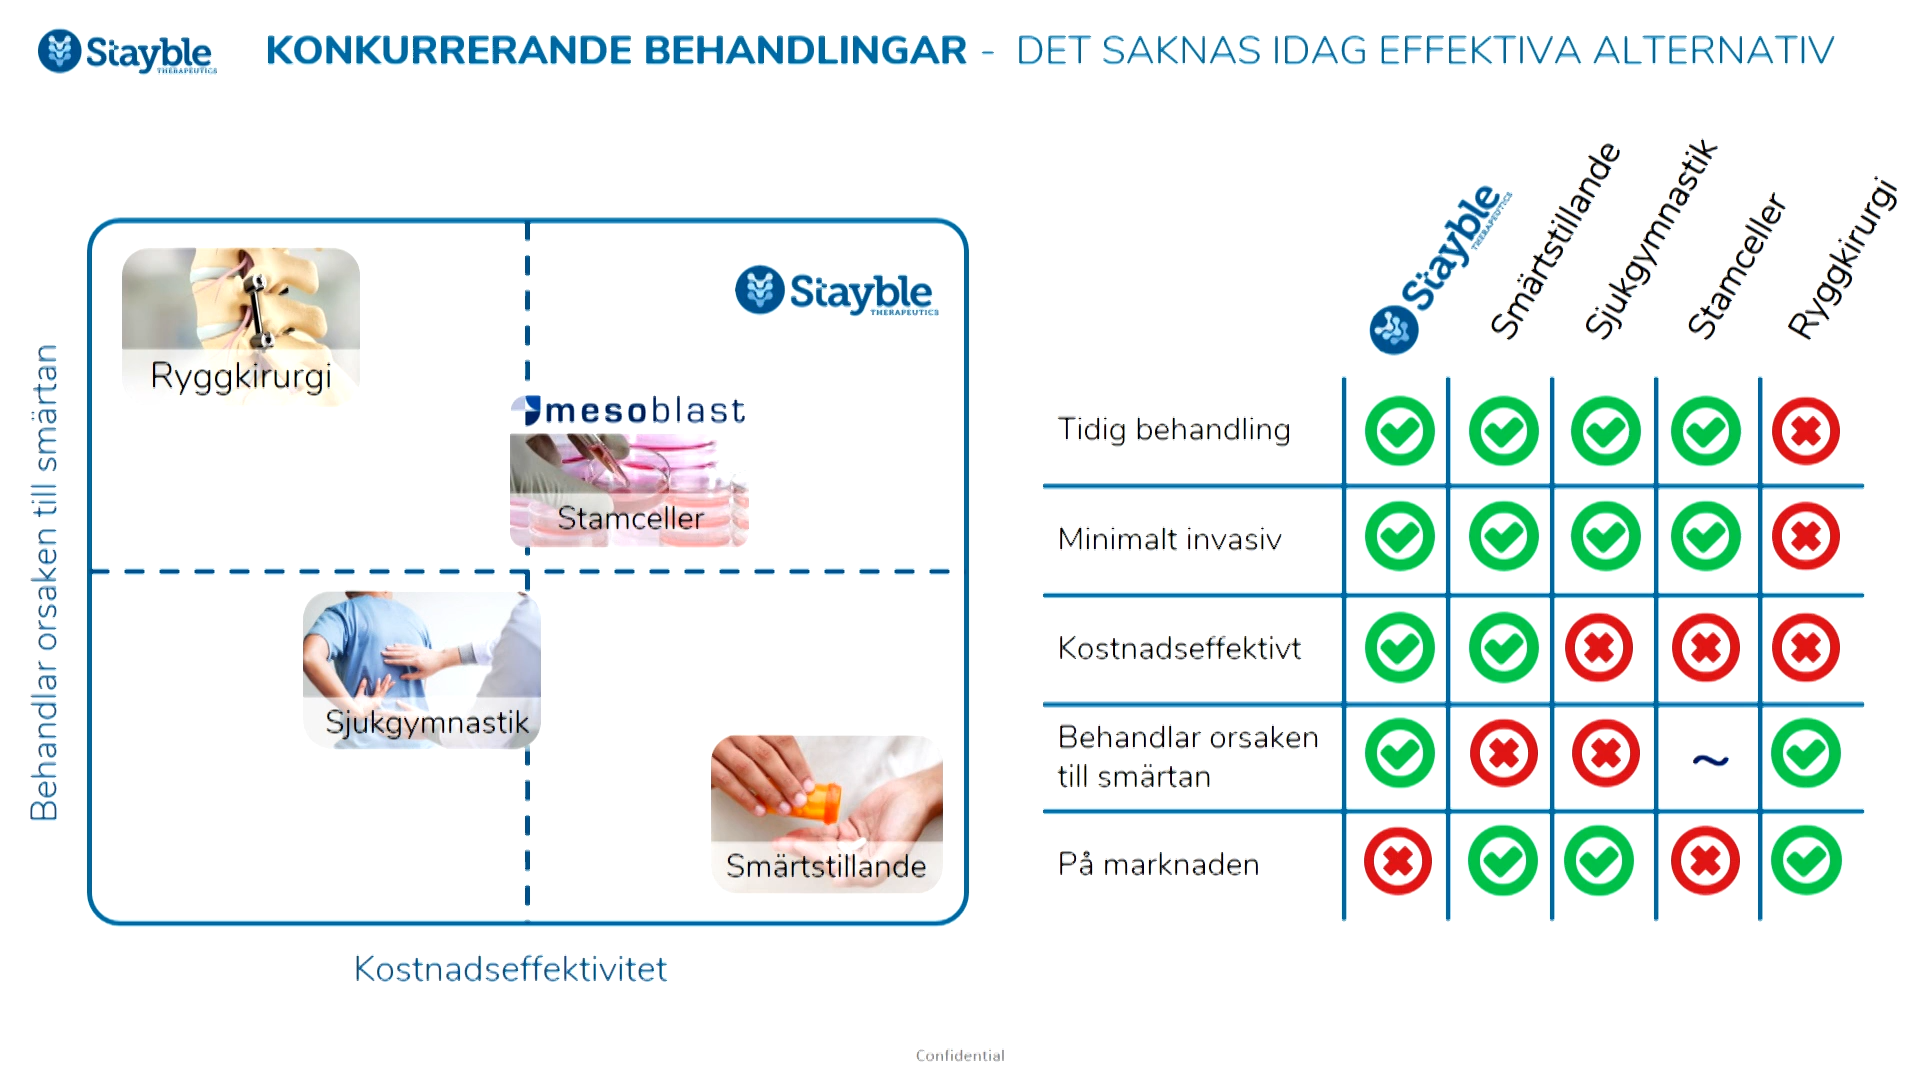 Stayble
THERAPEUTICS
KONKURRERANDE BEHANDLINGAR - DET SAKNAS IDAG EFFEKTIVA ALTERNATIV
Behandlar orsaken till smärtan
Ryggkirurgi
Stayble
THERAPEUTICS
mesoblast
Stamceller
Sjukgymnastik
Smärtstillande
Kostnadseffektivitet
Stayble
THERAPEUTICS
Smärtstillande
Sjukgymnastik
Stamceller
Ryggkirurgi
Tidig behandling
Minimalt invasiv
Kostnadseffektivt
Behandlar orsaken
till smärtan
~
På marknaden
Confidential